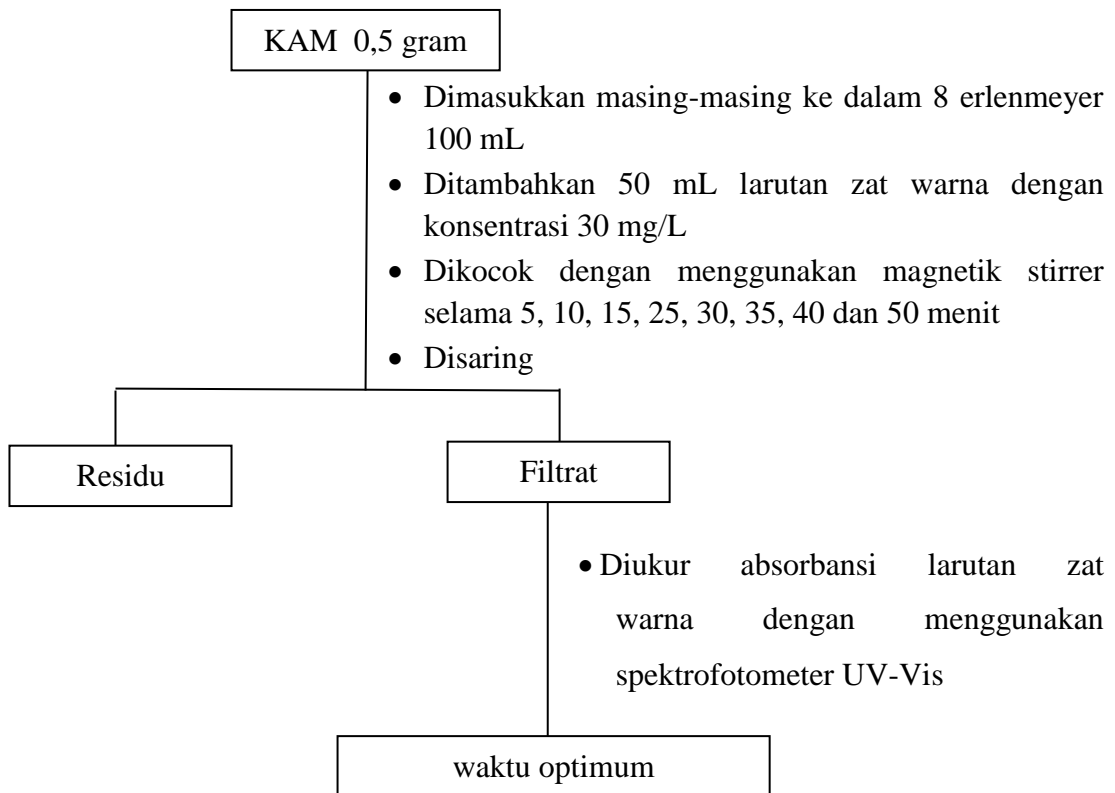 KAM 0,5 gram
• Dimasukkan masing-masing ke dalam 8 erlenmeyer
100 mL
• Ditambahkan 50 mL larutan zat warna dengan
konsentrasi 30 mg/L
• Dikocok dengan menggunakan magnetik stirrer
selama 5, 10, 15, 25, 30, 35, 40 dan 50 menit
• Disaring
Residu
Filtrat
• Diukur absorbansi larutan zat
warna dengan menggunakan
spektrofotometer UV-Vis
waktu optimum